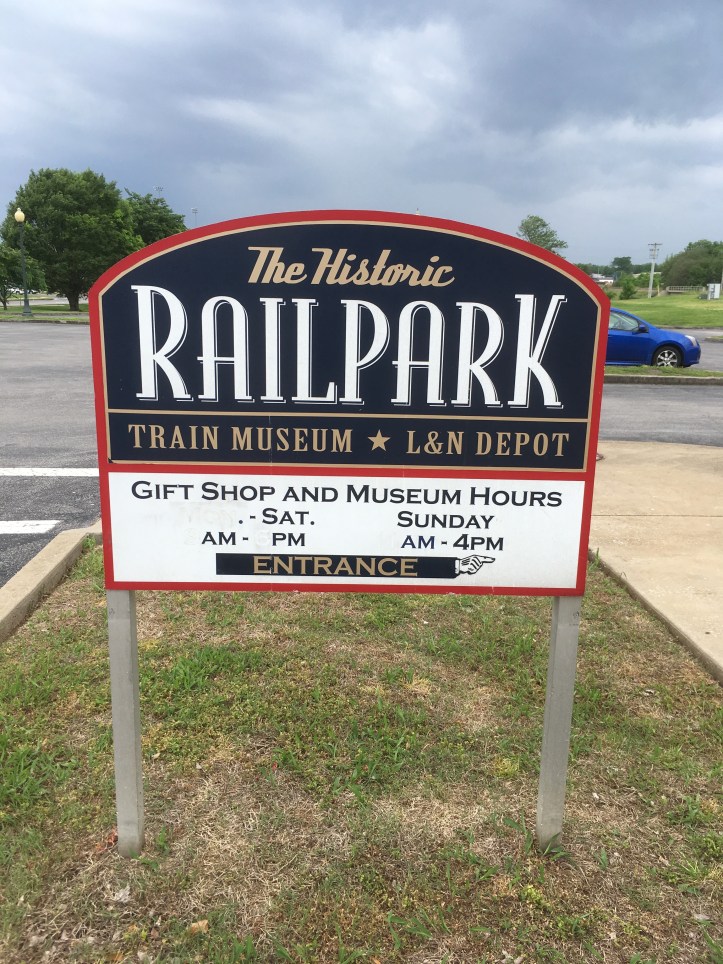 The Historic
RAILPARK
TRAIN MUSEUM ★ L&N DEPOT
GIFT SHOP AND MUSEUM HOURS
. - SAT. SUNDAY
AM - PM AM - 4PM
ENTRANCE